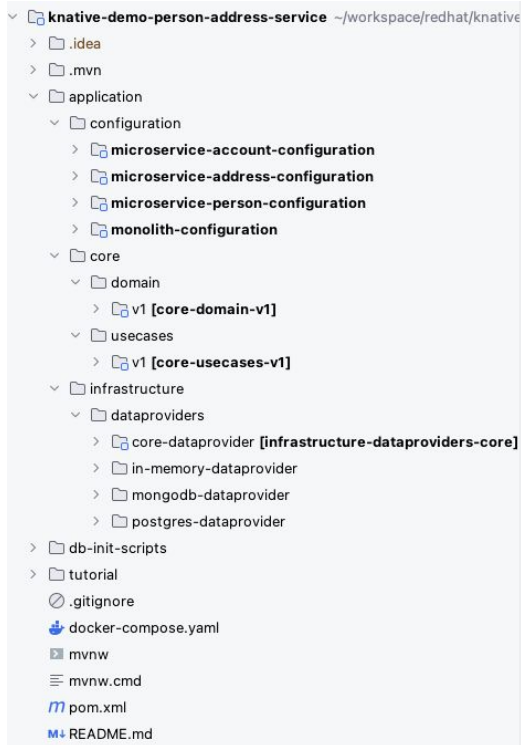 knative-demo-person-address-service ~/workspace/redhat/knative
.idea
.mvn
application
configuration
microservice-account-configuration
microservice-address-configuration
microservice-person-configuration
monolith-configuration
core
domain
v1 [core-domain-v1]
usecases
v1 [core-usecases-v1]
infrastructure
dataproviders
core-dataprovider [infrastructure-dataproviders-core]
in-memory-dataprovider
mongodb-dataprovider
postgres-dataprovider
db-init-scripts
tutorial
.gitignore
docker-compose.yaml
mvnw
mvnw.cmd
m pom.xml
M↓ README.md